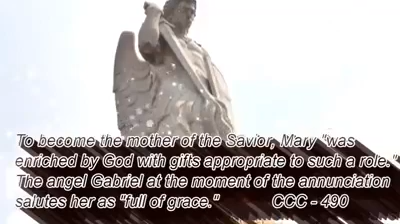 To become the mother of the Savior, Mary "was
enriched by God with gifts appropriate to such a role."
The angel Gabriel at the moment of the annunciation
salutes her as "full of grace." CCC - 490